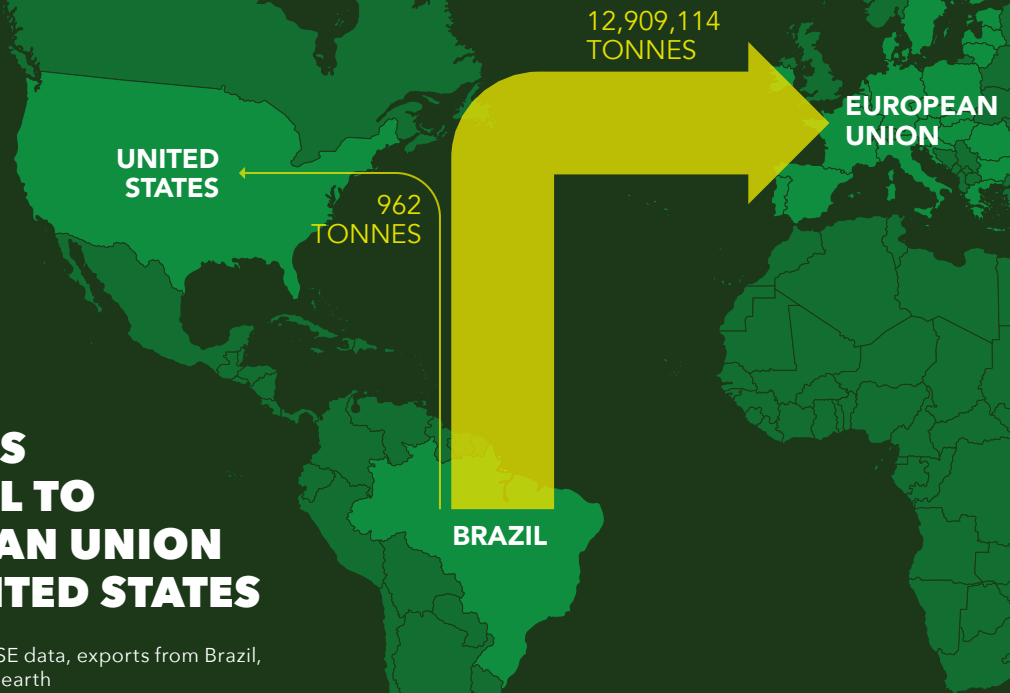 12,909,114
TONNES
EUROPEAN
UNION
UNITED
STATES
962
TONNES
BRAZIL
S
L TO
AN UNION
ITED STATES
SE data, exports from Brazil,
earth